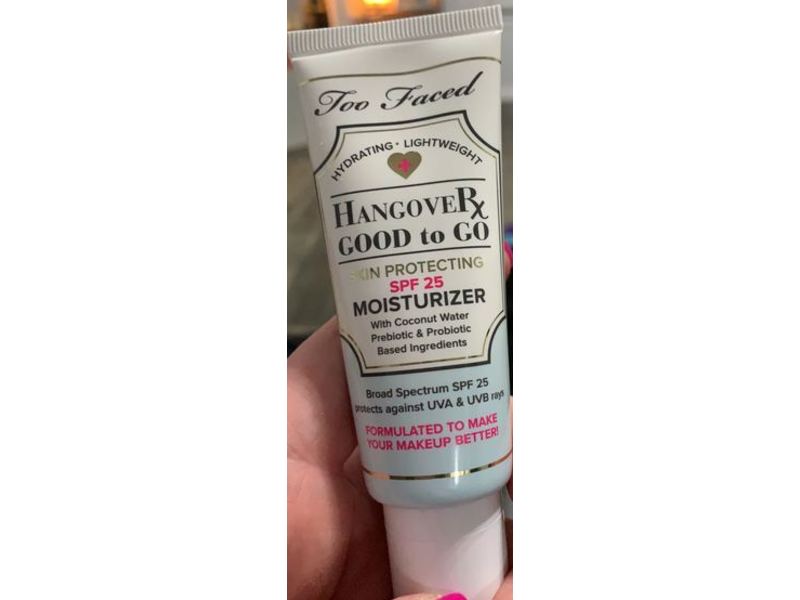 Too Faced
HYDRATING · LIGHTWEIGHT
HANGOVERx
GOOD to GO
SKIN PROTECTING
SPF 25
MOISTURIZER
With Coconut Water
Prebiotic & Probiotic
Based Ingredients
Broad Spectrum SPF 25
protects against UVA & UVB rays
FORMULATED TO MAKE
YOUR MAKEUP BETTER!